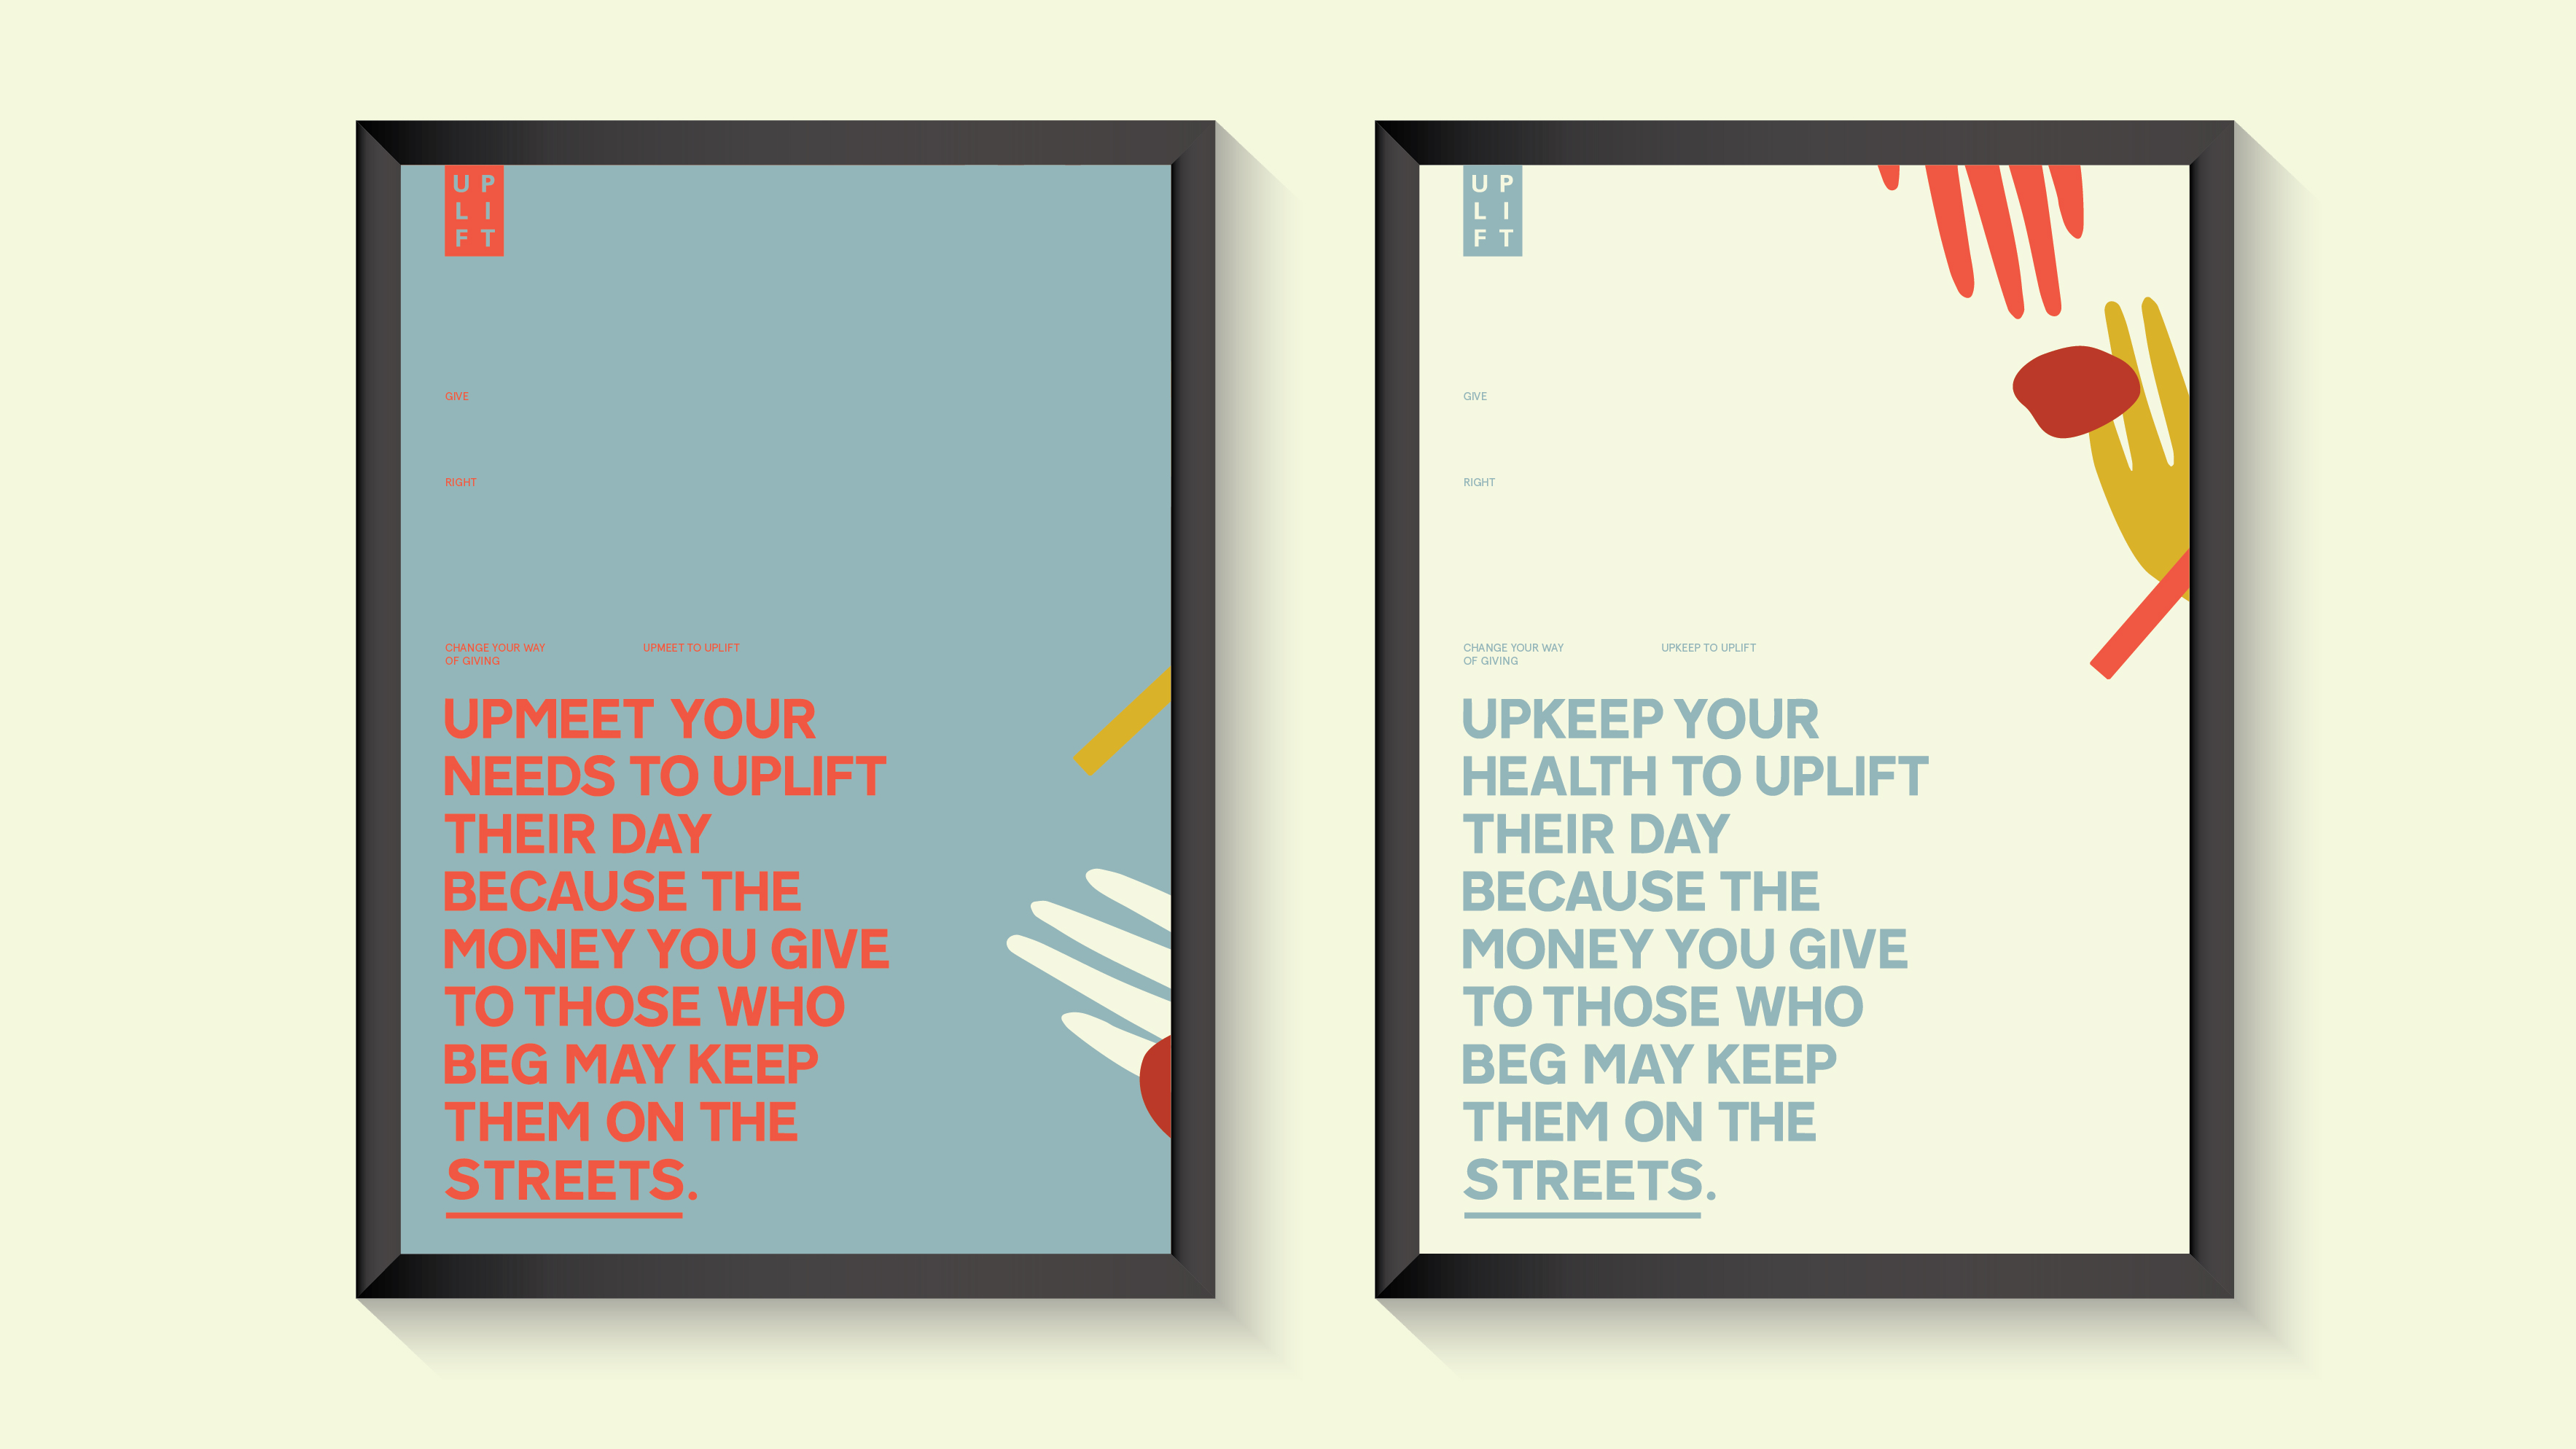 U P
L I
F T
GIVE
RIGHT
CHANGE YOUR WAY
OF GIVING
UPMEET TO UPLIFT
UPMEET YOUR
NEEDS TO UPLIFT
THEIR DAY
BECAUSE THE
MONEY YOU GIVE
TO THOSE WHO
BEG MAY KEEP
THEM ON THE
STREETS.
U P
L I
F T
GIVE
RIGHT
CHANGE YOUR WAY
OF GIVING
UPKEEP TO UPLIFT
UPKEEP YOUR
HEALTH TO UPLIFT
THEIR DAY
BECAUSE THE
MONEY YOU GIVE
TO THOSE WHO
BEG MAY KEEP
THEM ON THE
STREETS.